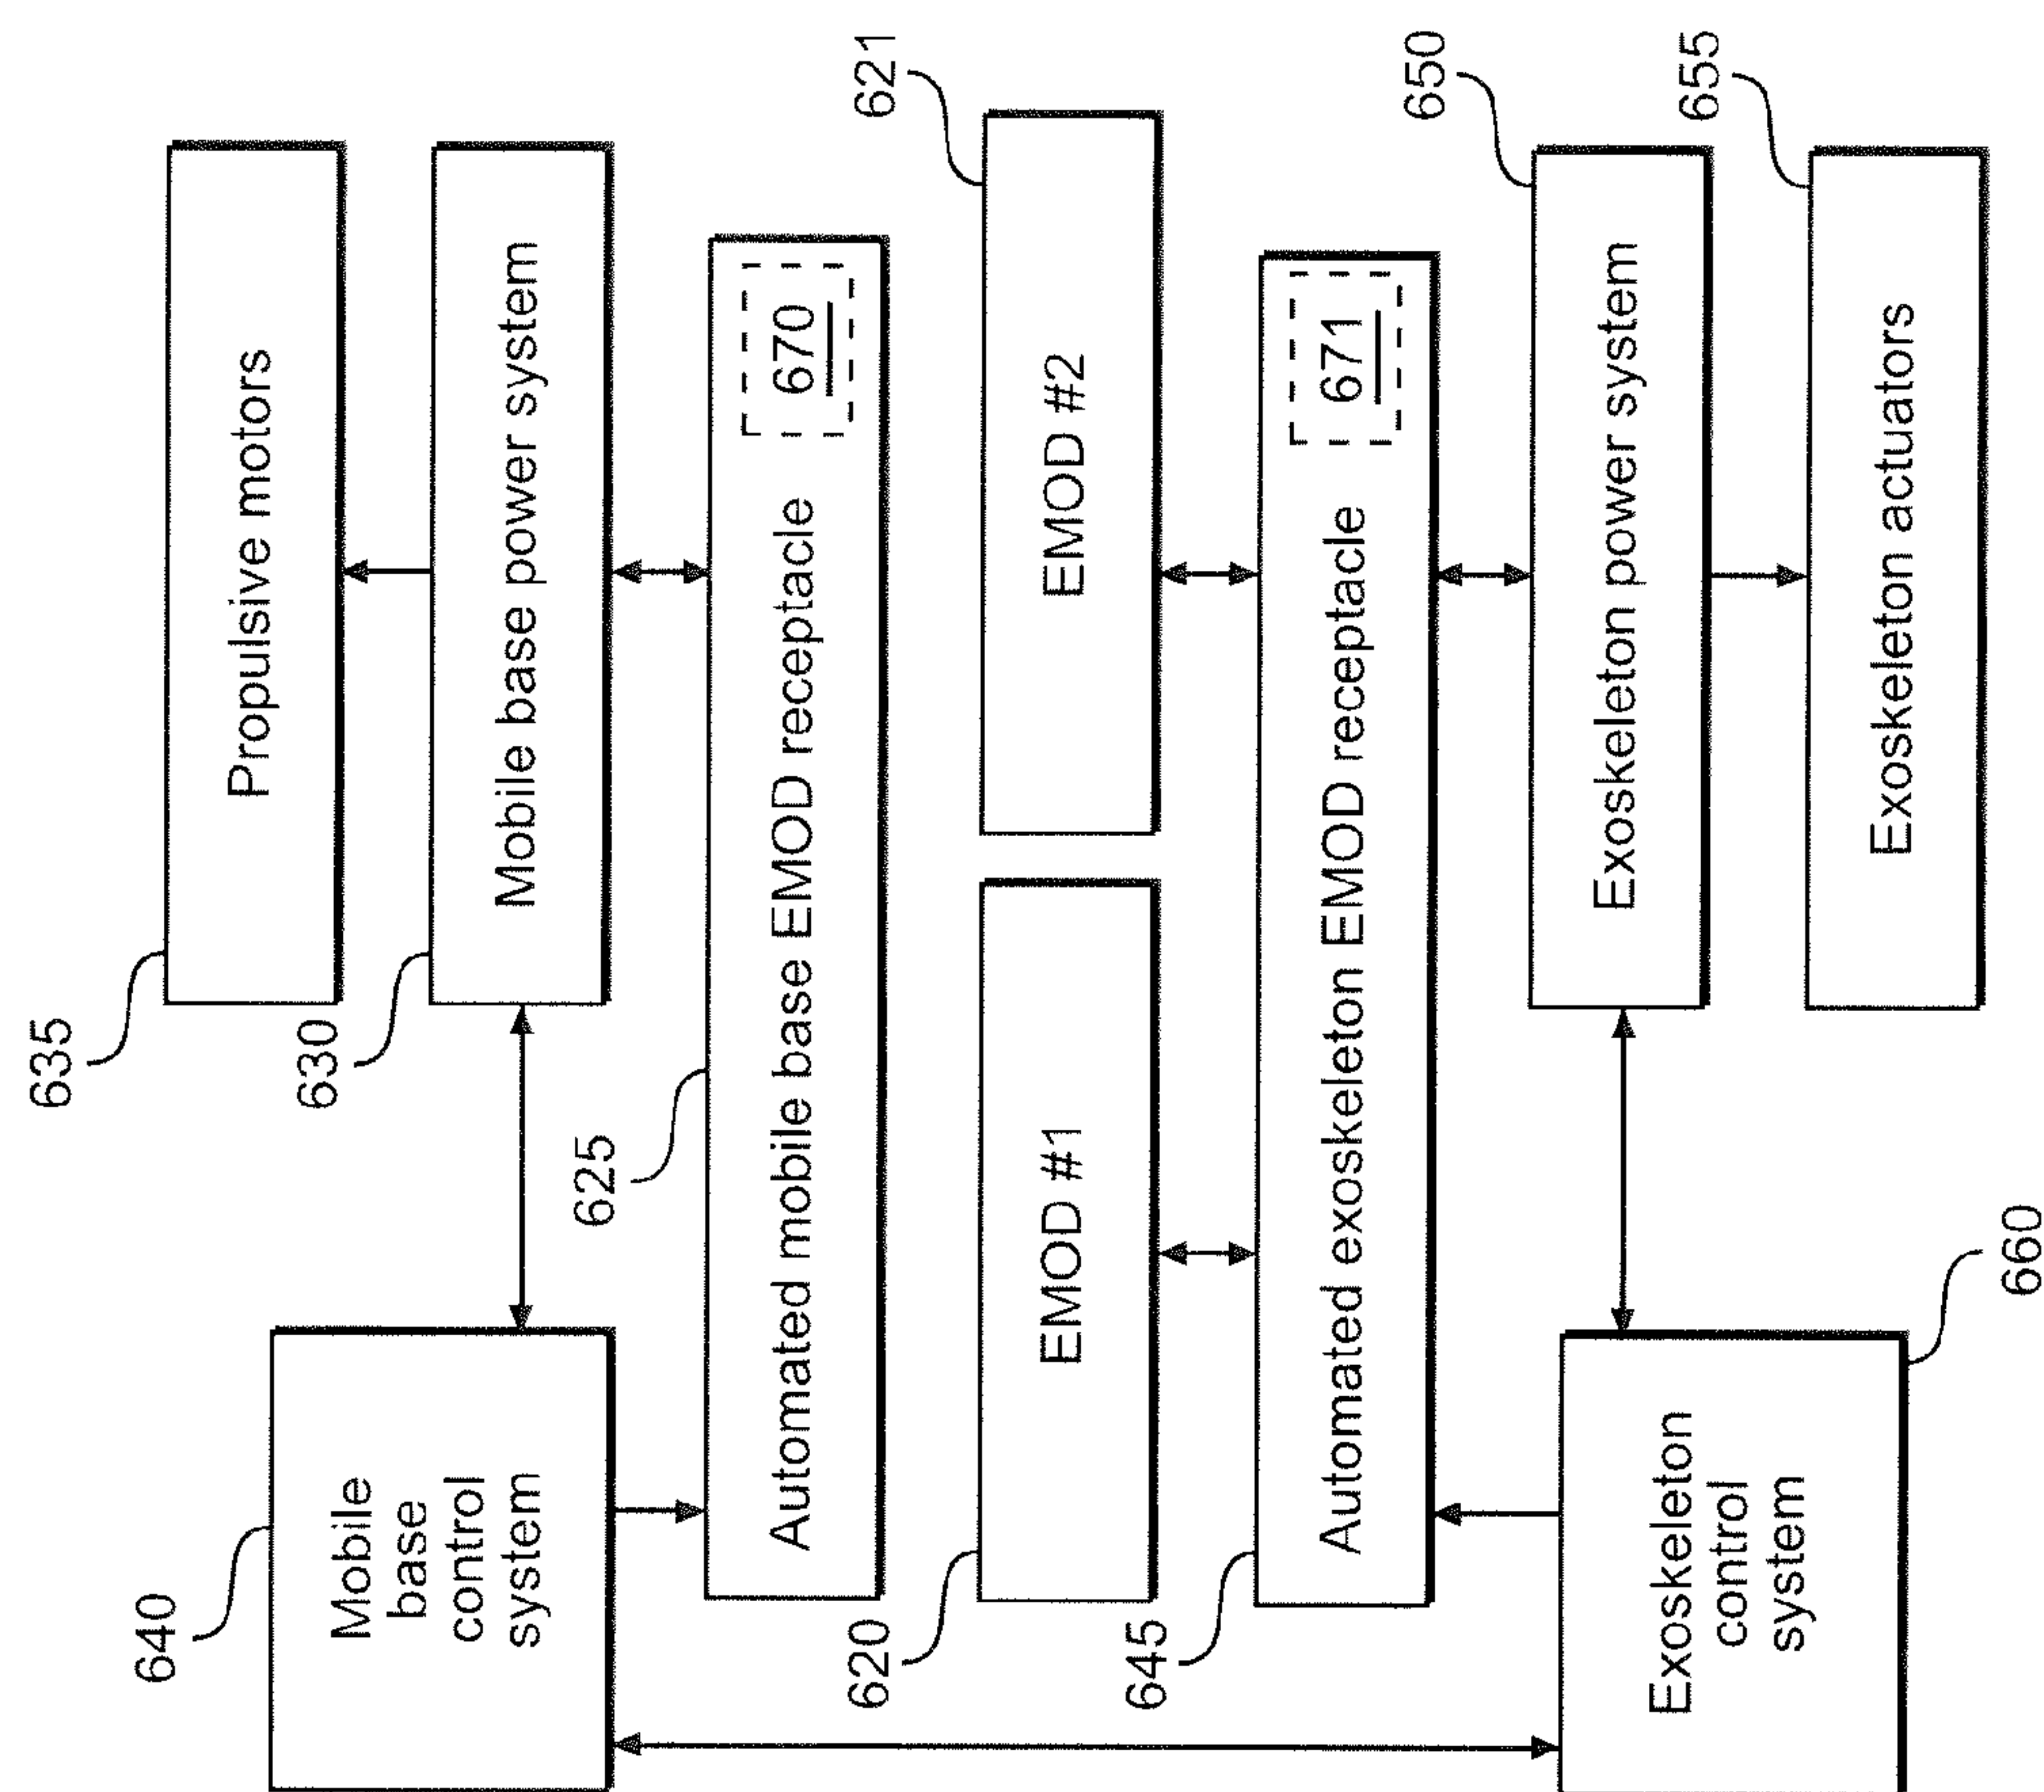 635
Propulsive motors
630
Mobile base power system
640
Mobile
base
control
system
625
Automated mobile base EMOD receptacle
670
621
EMOD #2
620
EMOD #1
645
Automated exoskeleton EMOD receptacle
671
650
Exoskeleton power system
655
Exoskeleton actuators
660
Exoskeleton
control
system